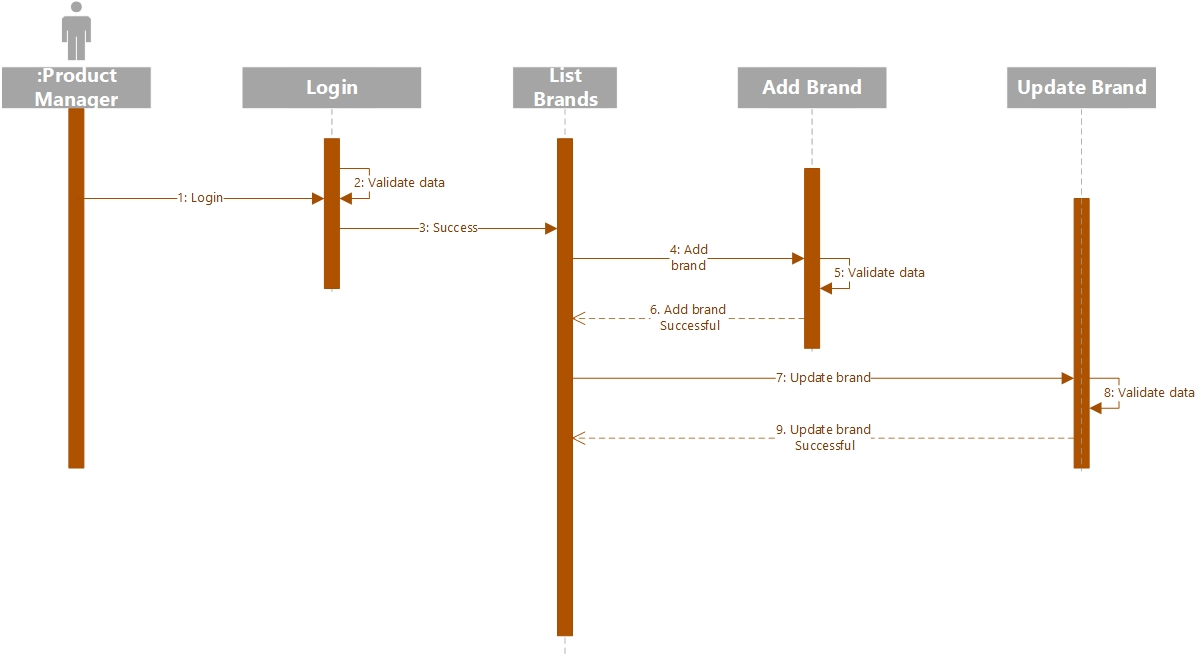 :Product
Manager
Login
List
Brands
Add Brand
Update Brand
2: Validate data
1: Login
3: Success
4: Add
brand
5: Validate data
6. Add brand
Successful
7: Update brand
8: Validate data
9. Update brand
Successful